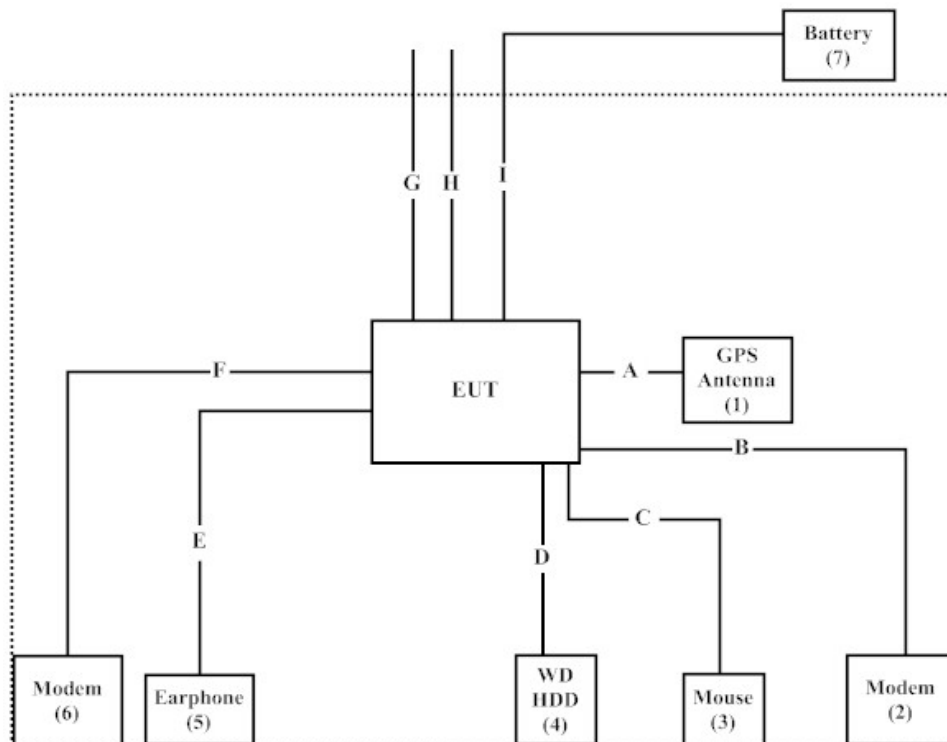 Battery
(7)
G
H
I
F
EUT
A
GPS
Antenna
(1)
B
C
E
D
Modem
(6)
Earphone
(5)
WD
HDD
(4)
Mouse
(3)
Modem
(2)